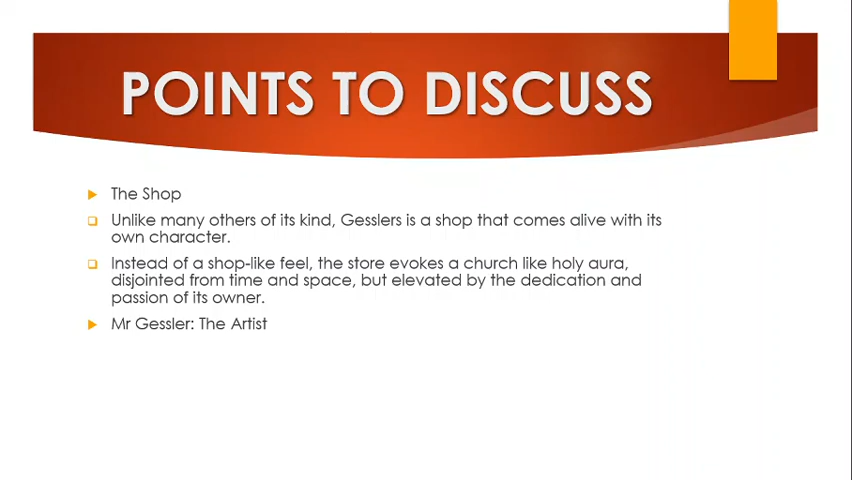 POINTS TO DISCUSS
The Shop
Unlike many others of its kind, Gesslers is a shop that comes alive with its
own character.
Instead of a shop-like feel, the store evokes a church like holy aura,
disjointed from time and space, but elevated by the dedication and
passion of its owner.
Mr Gessler: The Artist